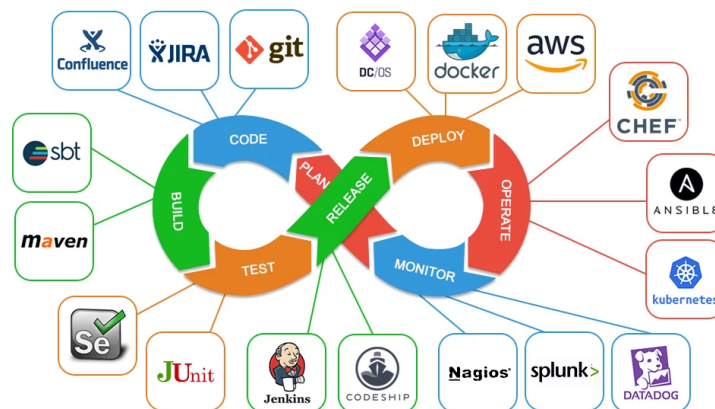 Confluence
JIRA
git
DC/OS
docker
aws
CHEF™
sbt
CODE
DEPLOY
PLAN
RELEASE
BUILD
OPERATE
ANSIBLE
maven
TEST
MONITOR
kubernetes
Se
JUnit
Jenkins
CODESHIP
Nagios®
splunk>
DATADOG